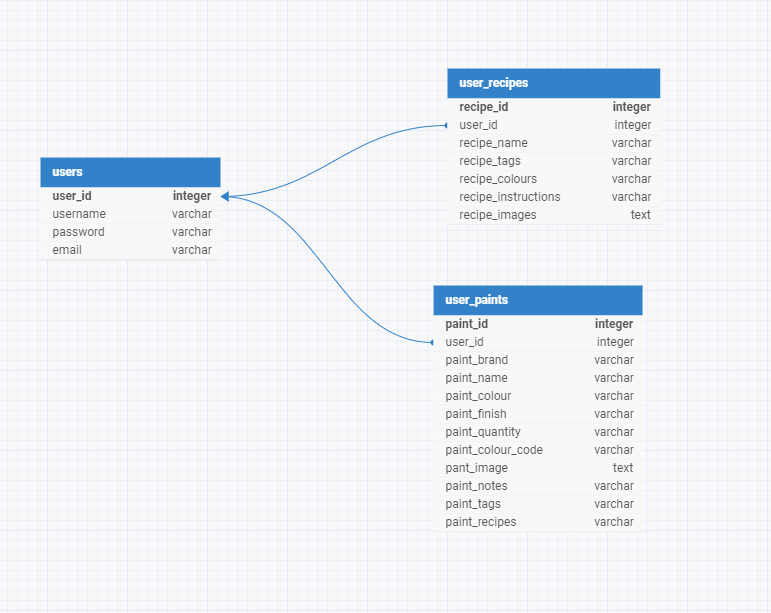 users
user_id integer
username varchar
password varchar
email varchar
user_recipes
recipe_id integer
user_id integer
recipe_name varchar
recipe_tags varchar
recipe_colours varchar
recipe_instructions varchar
recipe_images text
user_paints
paint_id integer
user_id integer
paint_brand varchar
paint_name varchar
paint_colour varchar
paint_finish varchar
paint_quantity varchar
paint_colour_code varchar
pant_image text
paint_notes varchar
paint_tags varchar
paint_recipes varchar